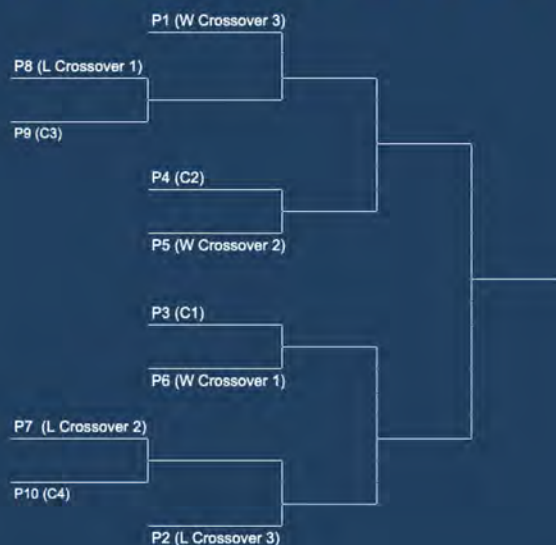 P1 (W Crossover 3)
P8 (L Crossover 1)
P9 (C3)
P4 (C2)
P5 (W Crossover 2)
P3 (C1)
P6 (W Crossover 1)
P7 (L Crossover 2)
P10 (C4)
P2 (L Crossover 3)